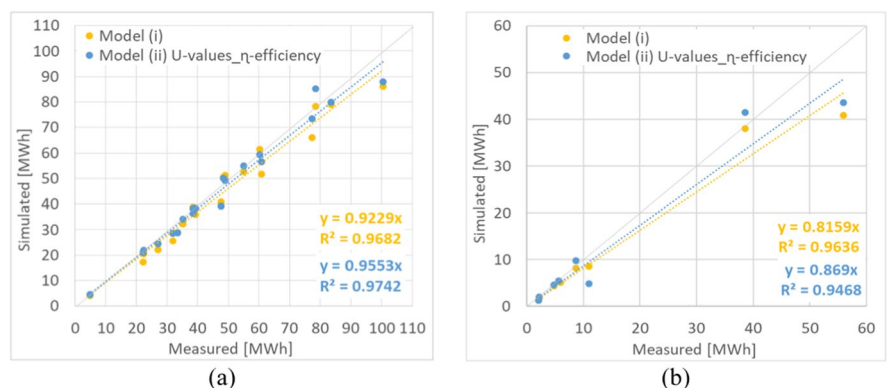 110
100
90
80
70
60
50
40
30
20
10
0
Simulated [MWh]
Model (i)
Model (ii) U-values_η-efficiency
y = 0.9229x
R² = 0.9682
y = 0.9553x
R² = 0.9742
0 10 20 30 40 50 60 70 80 90 100 110
Measured [MWh]
(a)
60
50
40
30
20
10
0
Simulated [MWh]
Model (i)
Model (ii) U-values_η-efficiency
y = 0.8159x
R² = 0.9636
y = 0.869x
R² = 0.9468
0 10 20 30 40 50 60
Measured [MWh]
(b)